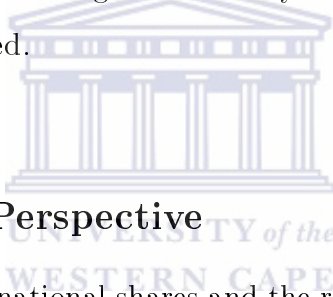 ed.
Perspective
UNIVERSITY of the
WESTERN CAPE
national shares and the